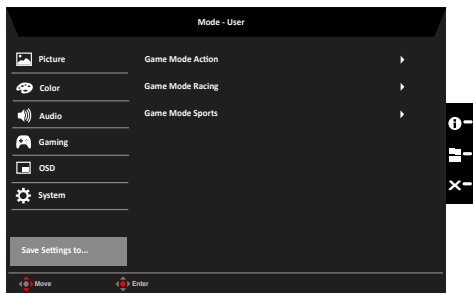 Mode - User
Picture
Game Mode Action
Color
Game Mode Racing
Audio
Game Mode Sports
Gaming
OSD
System
Save Settings to...
Move
Enter